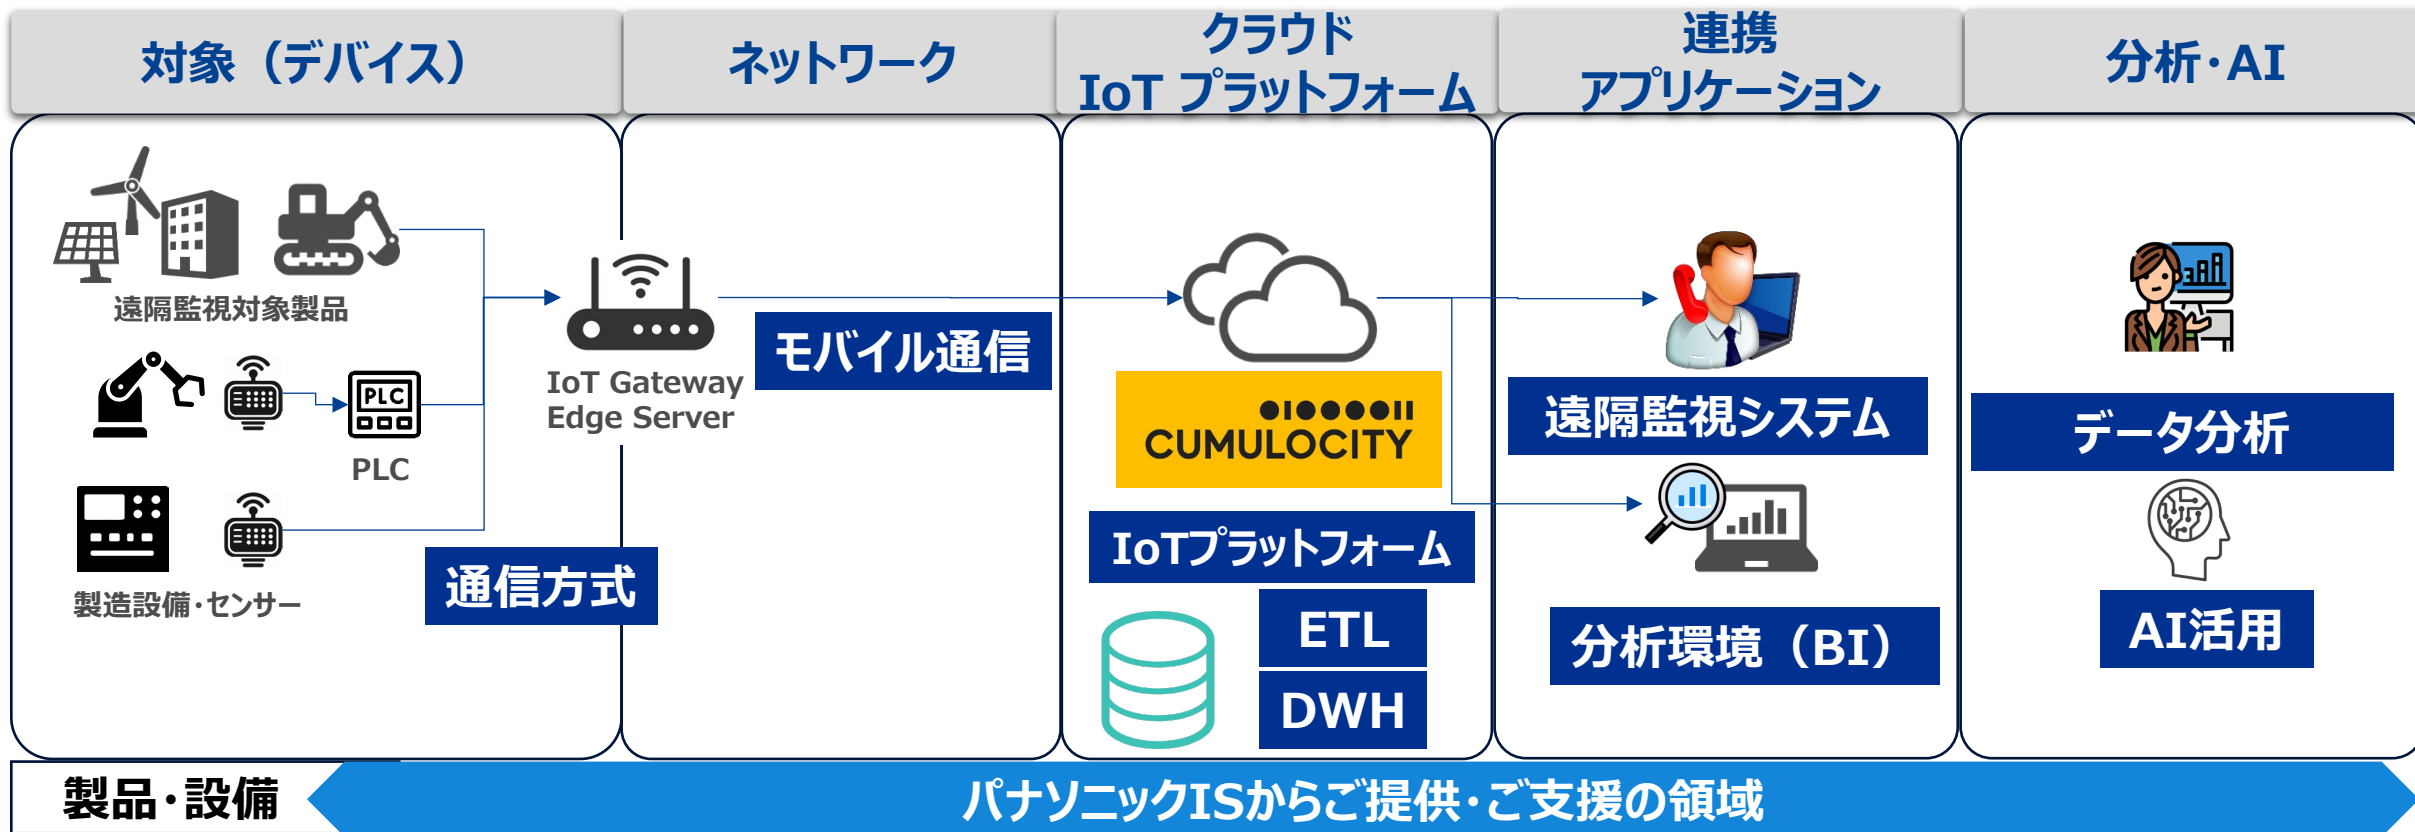 対象（デバイス）
ネットワーク
クラウド
IoT プラットフォーム
連携
アプリケーション
分析・AI
遠隔監視対象製品
PLC
PLC
製造設備・センサー
通信方式
IoT Gateway
Edge Server
モバイル通信
CUMULOCITY
IoTプラットフォーム
ETL
DWH
遠隔監視システム
分析環境（BI）
データ分析
AI活用
製品・設備
パナソニックISからご提供・ご支援の領域